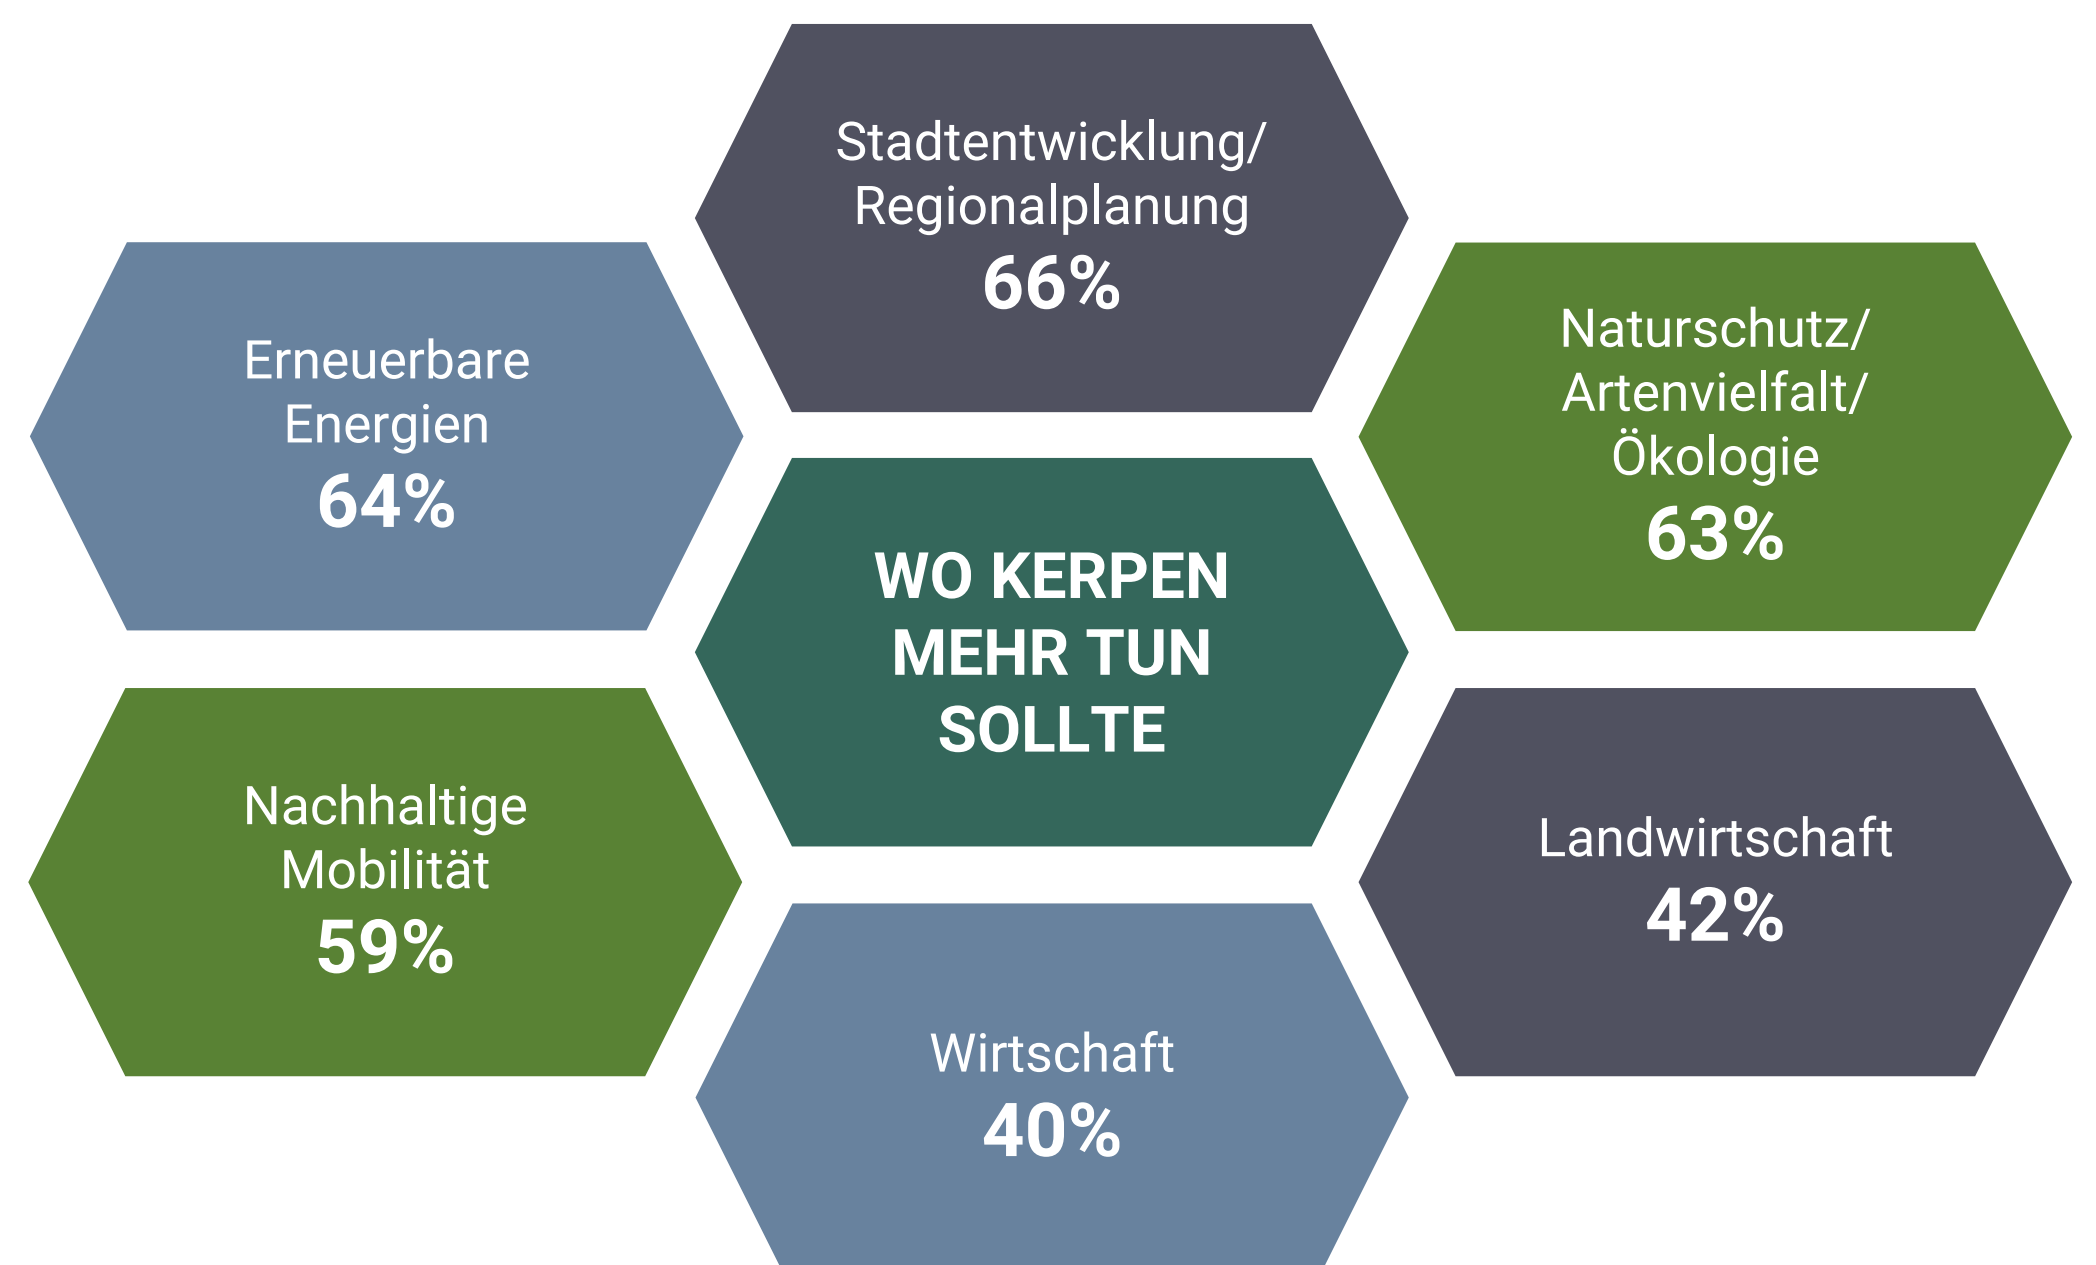 Stadtentwicklung/
Regionalplanung
66%
Erneuerbare
Energien
64%
Naturschutz/
Artenvielfalt/
Ökologie
63%
WO KERPEN
MEHR TUN
SOLLTE
Nachhaltige
Mobilität
59%
Landwirtschaft
42%
Wirtschaft
40%